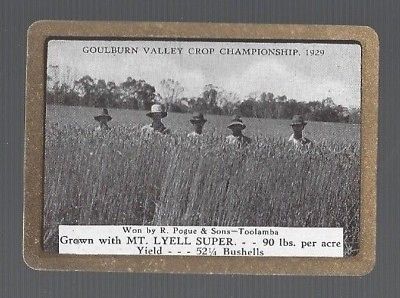 GOULBURN VALLEY CROP CHAMPIONSHIP, 1929
Won by R. Pogue & Sons—Toolamba
Grown with MT. LYELL SUPER. - - 90 lbs. per acre
Yield - - - 52¼ Bushells